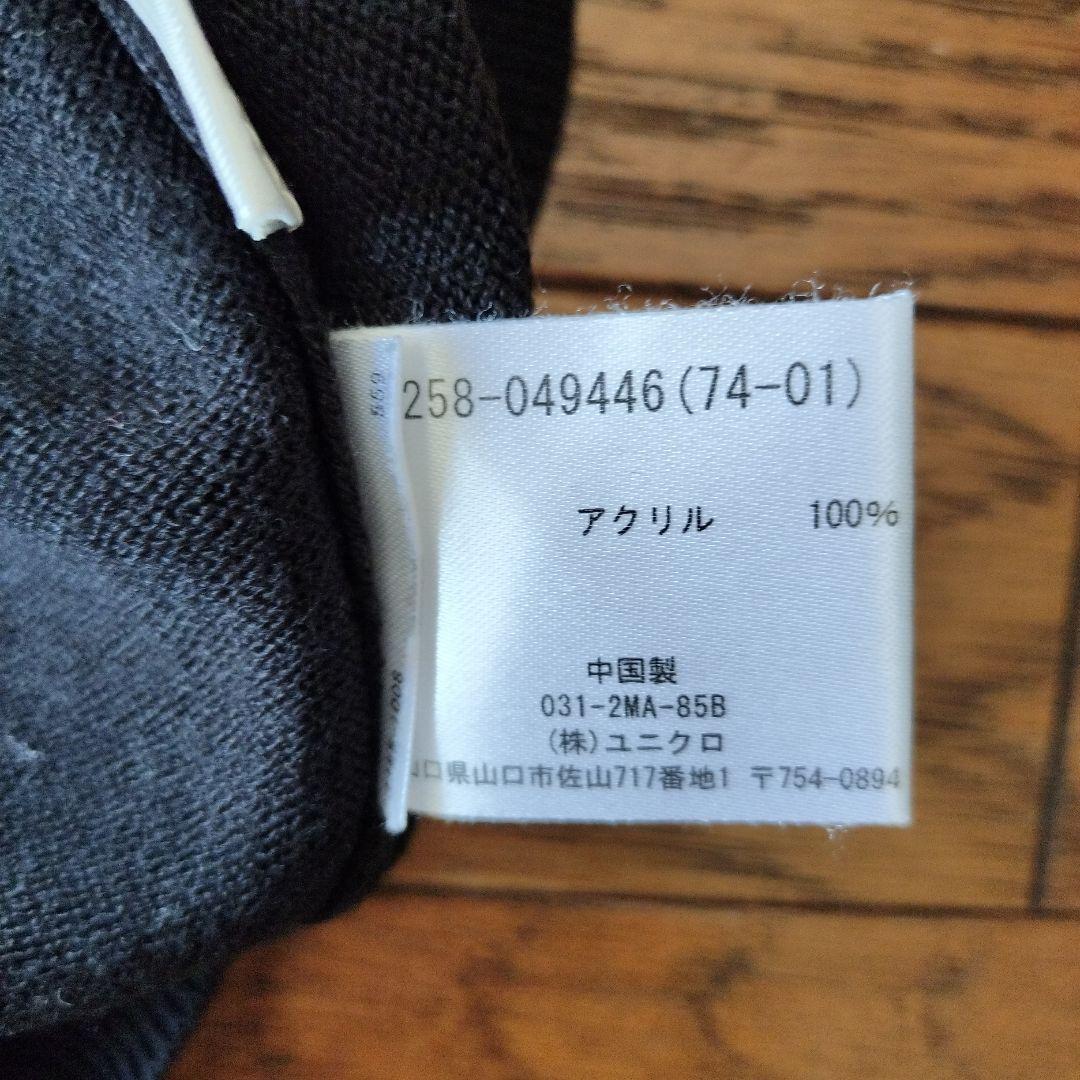 258-049446(74-01)
アクリル 100%
中国製
031-2MA-85B
(株)ユニクロ
山口県山口市佐山717番地1 〒754-0894